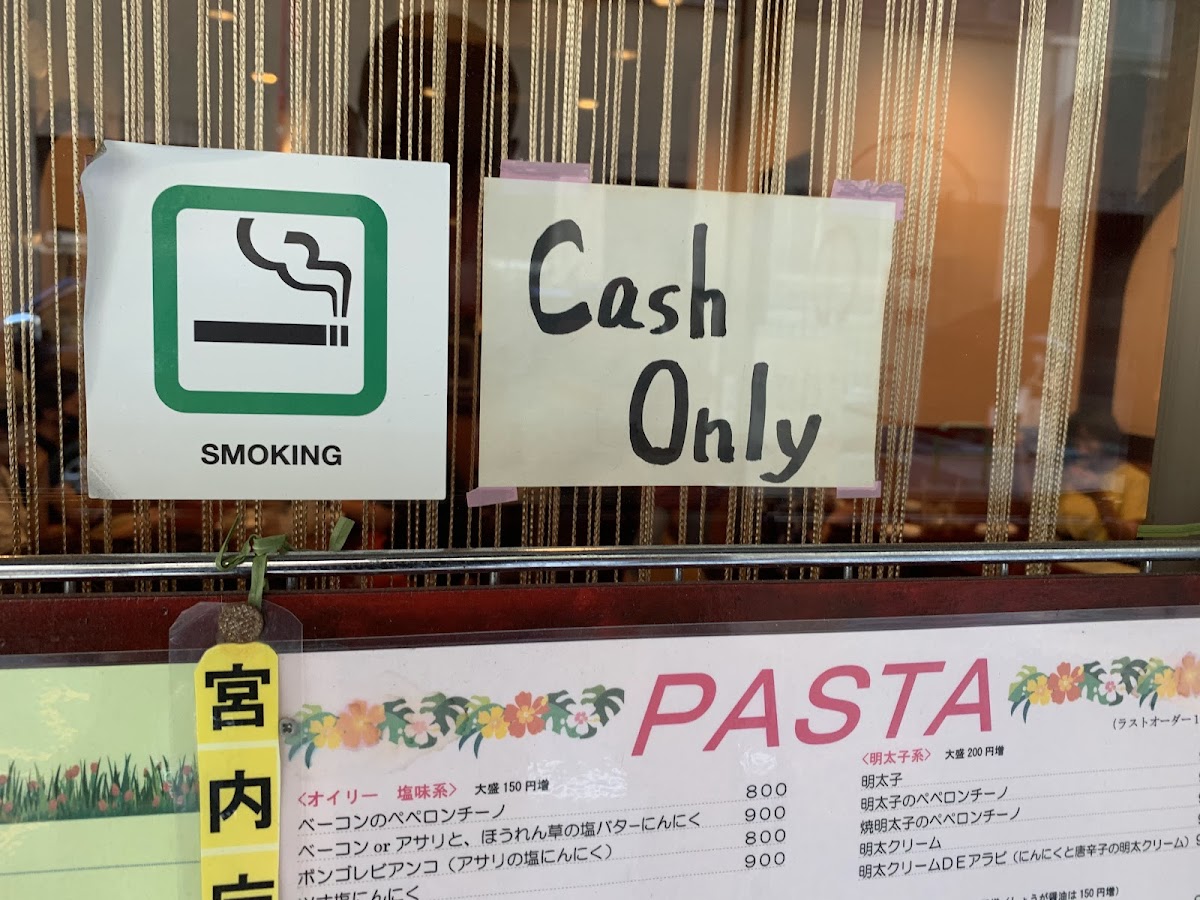 SMOKING
Cash
Only
宮
内
PASTA
(ラストオーダー1
〈オイリー 塩味系〉 大盛150円増
ベーコンのペペロンチーノ 800
ベーコン or アサリと、ほうれん草の塩バターにんにく 900
ボンゴレビアンコ（アサリの塩にんにく） 800
900
〈明太子系〉 大盛200円増
明太子
明太子のペペロンチーノ
焼明太子のペペロンチーノ
明太クリーム
明太クリームDEアラビ（にんにくと唐辛子の明太クリーム）